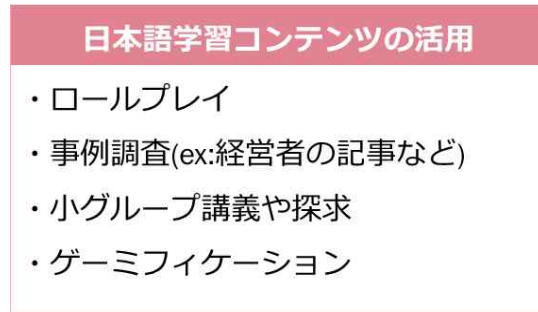 日本語学習コンテンツの活用
・ロールプレイ
・事例調査(ex:経営者の記事など)
・小グループ講義や探求
・ゲーミフィケーション